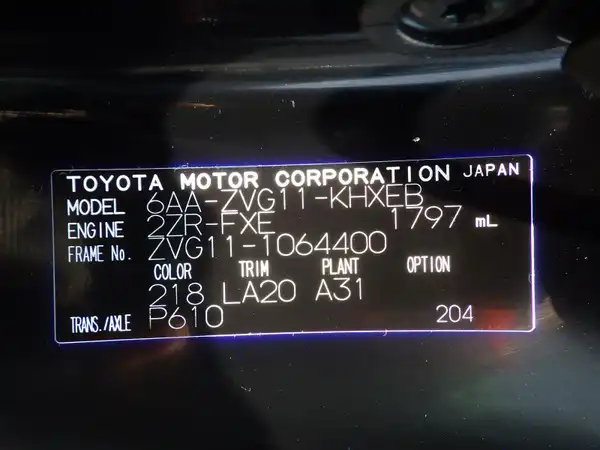 TOYOTA MOTOR CORPORATION JAPAN
MODEL 6AA-ZVG11-KHXEB
ENGINE 2ZR-FXE 1797 mL
FRAME No. ZVG11-1064400
COLOR TRIM PLANT OPTION
218 LA20 A31
TRANS./AXLE P610 204